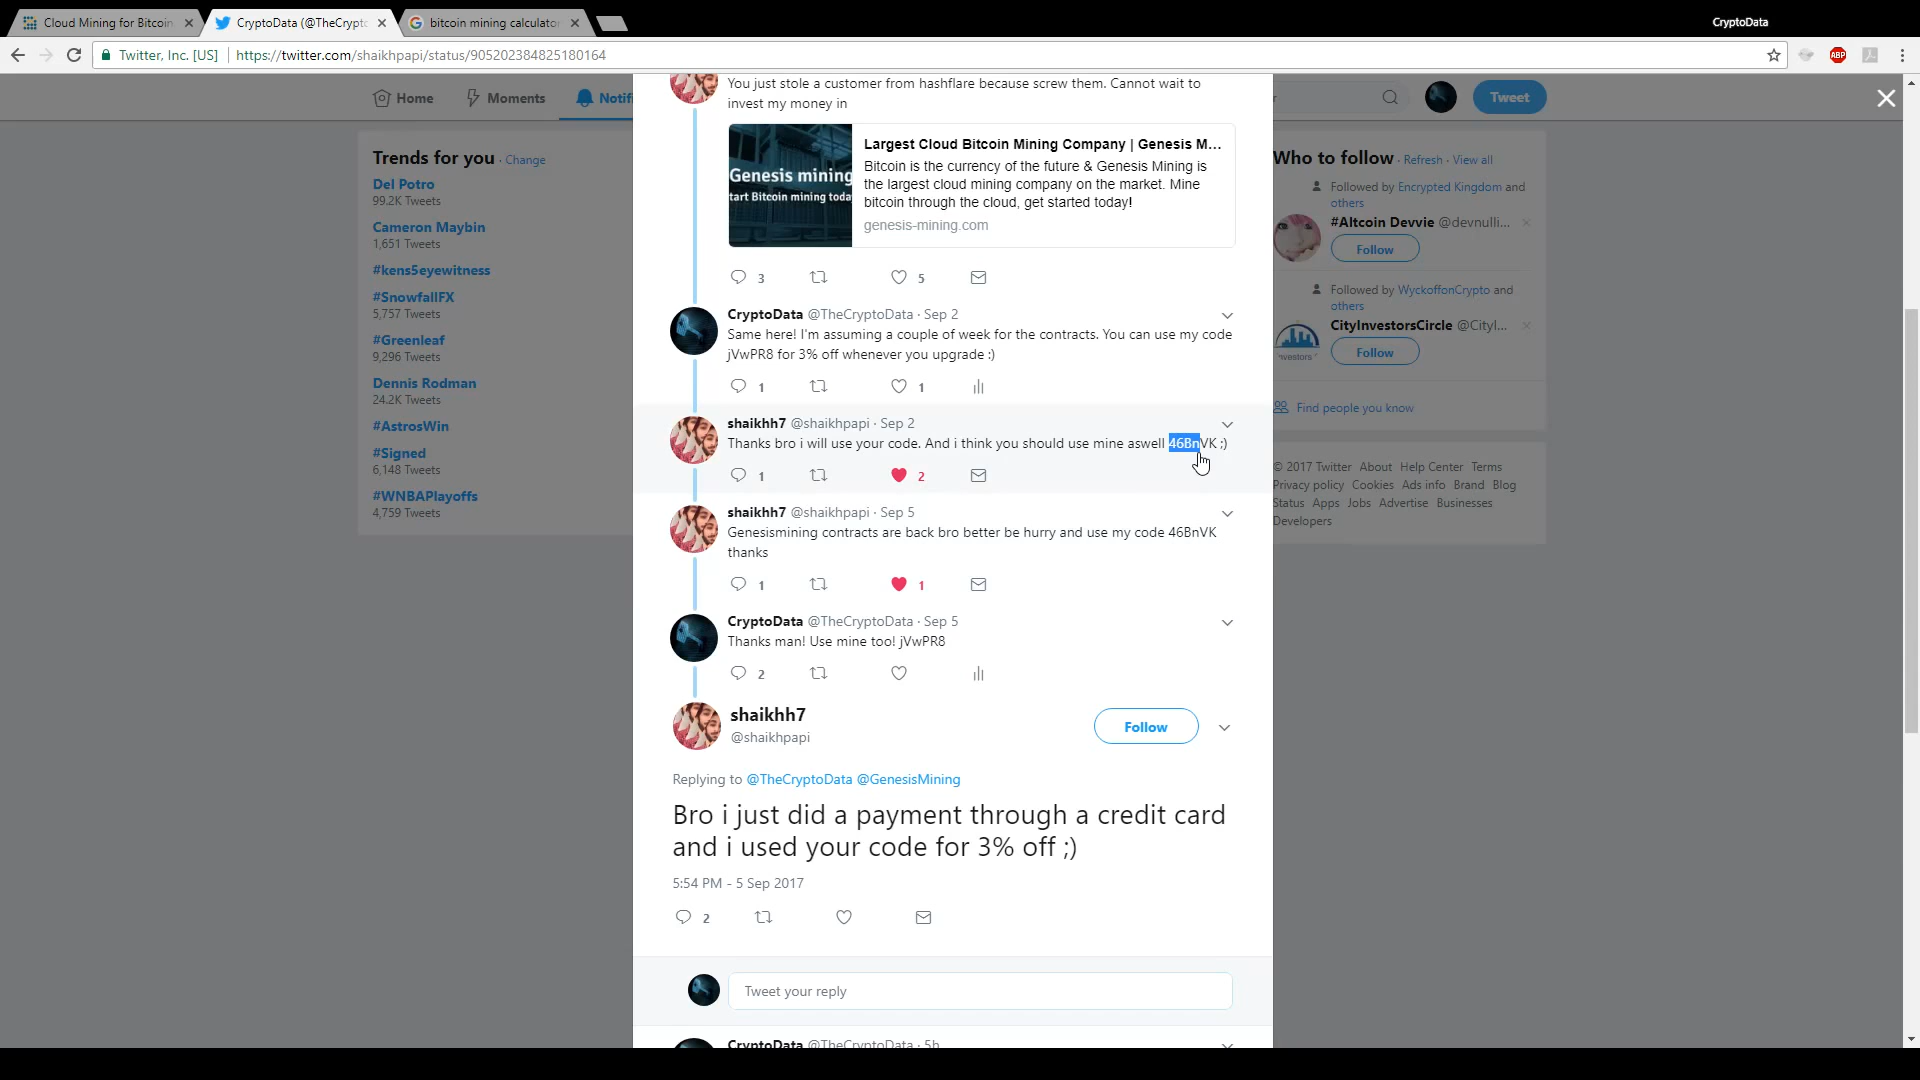 Cloud Mining for Bitcoin
CryptoData (@TheCrypto
bitcoin mining calculator
CryptoData
Twitter, Inc. [US]
https://twitter.com/shaikhpapi/status/905202384825180164
ABP
Home
Moments
Notifi
Tweet
Trends for you · Change
Del Potro
99.2K Tweets
Cameron Maybin
1,651 Tweets
#kens5eyewitness
#SnowfallFX
5,757 Tweets
#Greenleaf
9,296 Tweets
Dennis Rodman
24.2K Tweets
#AstrosWin
#Signed
6,148 Tweets
#WNBAPlayoffs
4,759 Tweets
You just stole a customer from hashflare because screw them. Cannot wait to
invest my money in
Genesis mining
tart Bitcoin mining toda
Largest Cloud Bitcoin Mining Company | Genesis M...
Bitcoin is the currency of the future & Genesis Mining is
the largest cloud mining company on the market. Mine
bitcoin through the cloud, get started today!
genesis-mining.com
3
5
CryptoData @TheCryptoData · Sep 2
Same here! I'm assuming a couple of week for the contracts. You can use my code
jVwPR8 for 3% off whenever you upgrade :)
1
1
shaikhh7 @shaikhpapi · Sep 2
Thanks bro i will use your code. And i think you should use mine aswell 46BnVK ;)
1
2
shaikhh7 @shaikhpapi · Sep 5
Genesismining contracts are back bro better be hurry and use my code 46BnVK
thanks
1
1
CryptoData @TheCryptoData · Sep 5
Thanks man! Use mine too! jVwPR8
2
shaikhh7
@shaikhpapi
Follow
Replying to @TheCryptoData @GenesisMining
Bro i just did a payment through a credit card
and i used your code for 3% off ;)
5:54 PM - 5 Sep 2017
2
Tweet your reply
CryptoData @TheCryptoData · 5h
Who to follow · Refresh · View all
Followed by Encrypted Kingdom and
others
#Altcoin Devvie @devnulli...
Follow
Followed by WyckoffonCrypto and
others
CityInvestorsCircle @Cityl...
Follow
Investors
Find people you know
© 2017 Twitter About Help Center Terms
Privacy policy Cookies Ads info Brand Blog
Status Apps Jobs Advertise Businesses
Developers